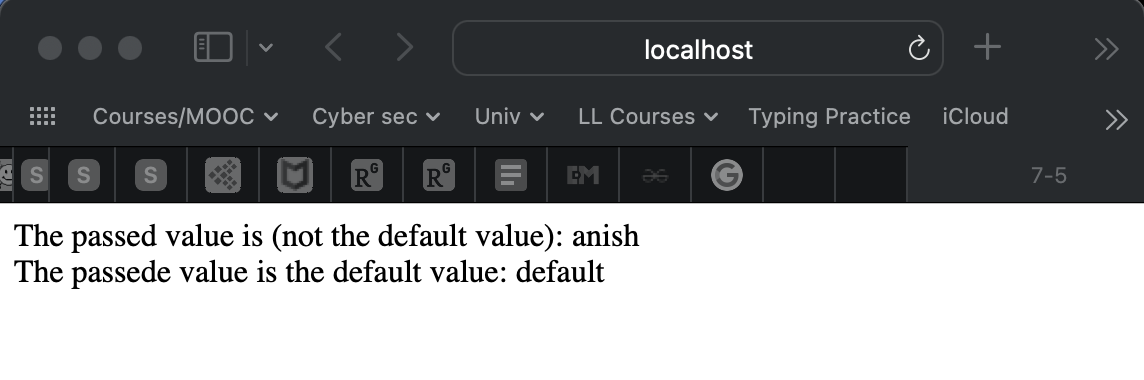 localhost
Courses/MOOC Cyber sec Univ LL Courses Typing Practice iCloud
S S S R^G R^G G 7-5
The passed value is (not the default value): anish
The passede value is the default value: default